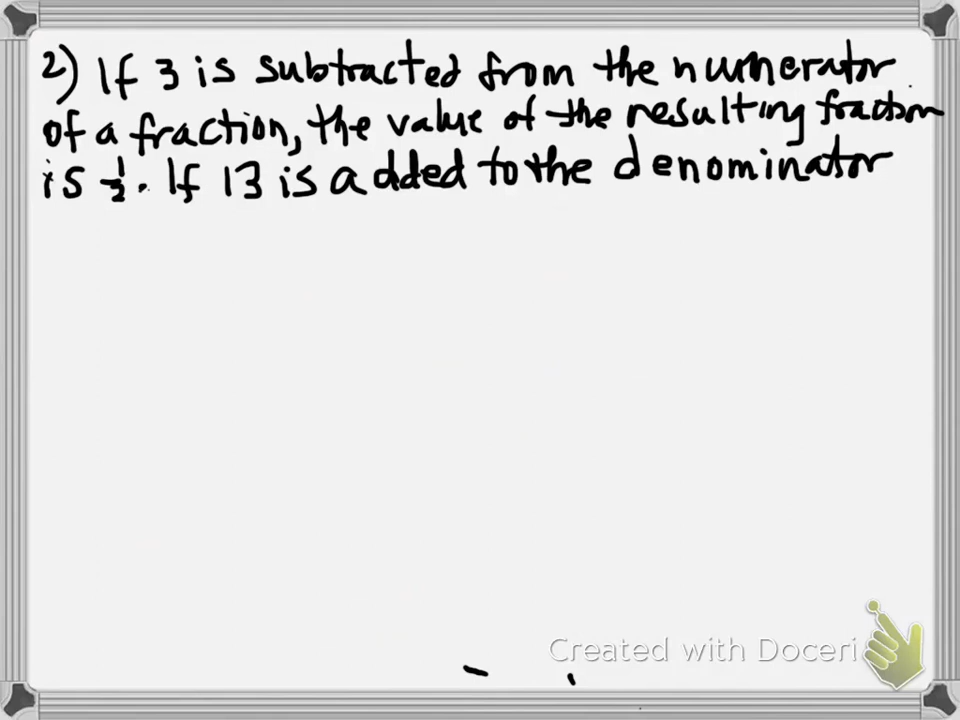 2) If 3 is subtracted from the numerator
of a fraction, the value of the resulting fraction
is 1/2. If 13 is added to the denominator
Created with Doceri